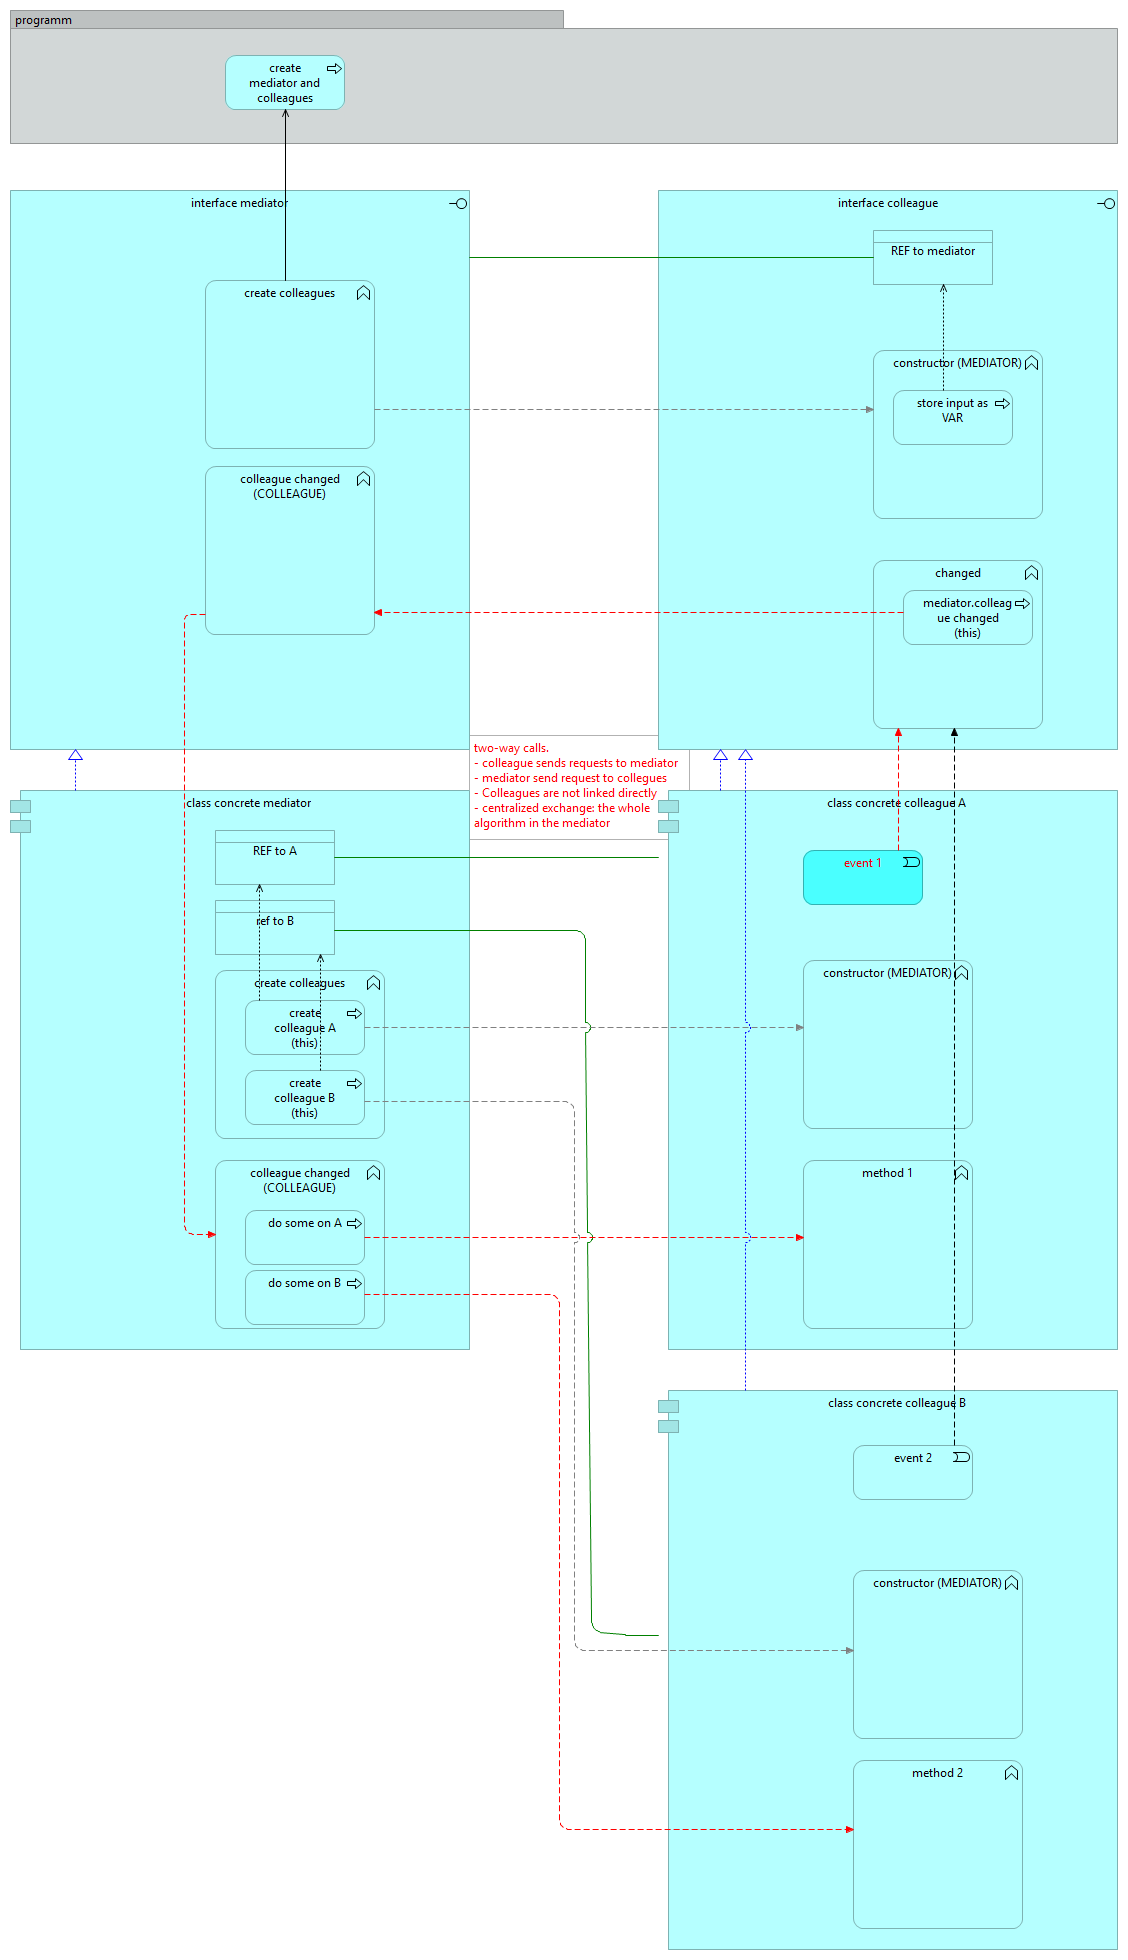 programm
create
mediator and
colleagues
interface mediator
create colleagues
colleague changed
(COLLEAGUE)
interface colleague
REF to mediator
constructor (MEDIATOR)
store input as
VAR
changed
mediator.colleag
ue changed
(this)
two-way calls.
- colleague sends requests to mediator
- mediator send request to collegues
- Colleagues are not linked directly
- centralized exchange: the whole
algorithm in the mediator
class concrete mediator
REF to A
ref to B
create colleagues
create
colleague A
(this)
create
colleague B
(this)
colleague changed
(COLLEAGUE)
do some on A
do some on B
class concrete colleague A
event 1
constructor (MEDIATOR)
method 1
class concrete colleague B
event 2
constructor (MEDIATOR)
method 2